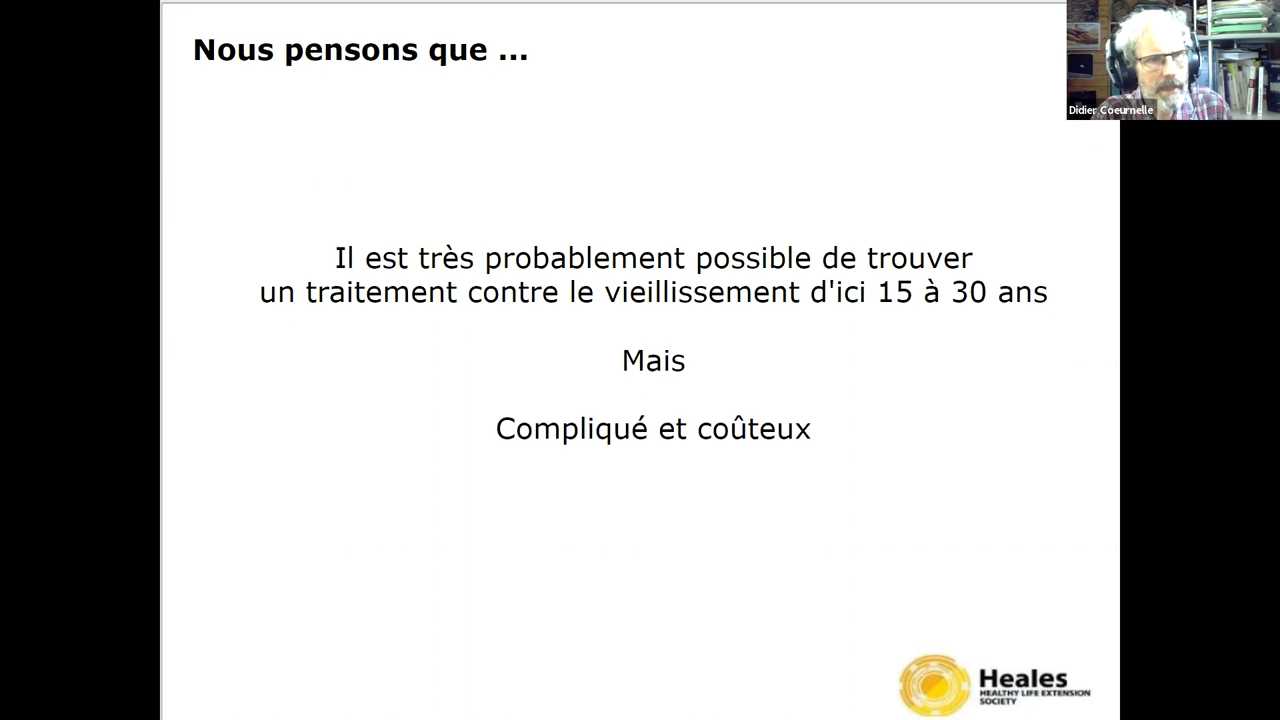 Nous pensons que ...
Didier Coeurnelle
Il est très probablement possible de trouver
un traitement contre le vieillissement d'ici 15 à 30 ans
Mais
Compliqué et coûteux
Heales
HEALTHY LIFE EXTENSION
SOCIETY